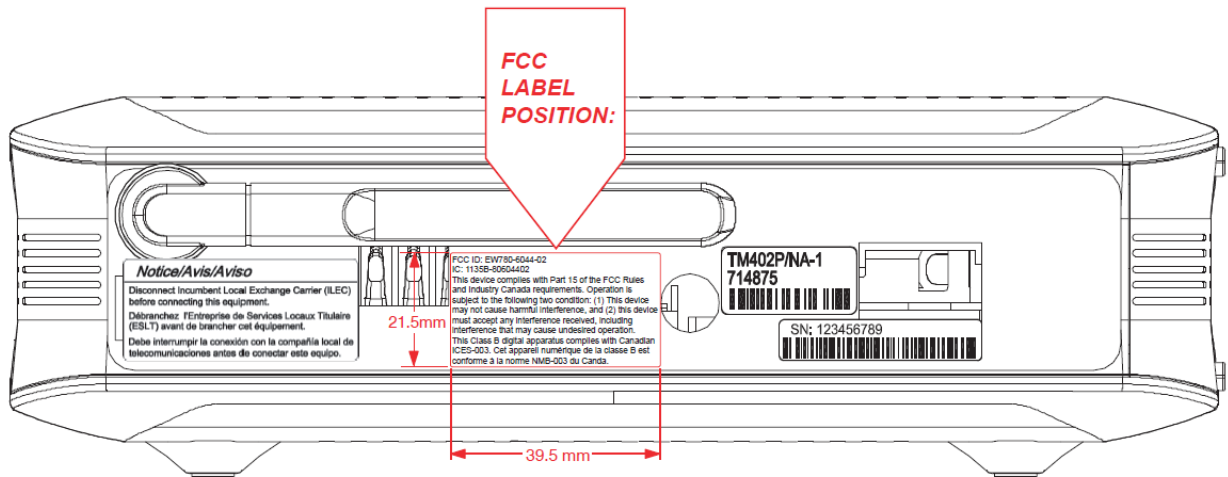 FCC
LABEL
POSITION:
Notice/Avis/Aviso
Disconnect Incumbent Local Exchange Carrier (ILEC)
before connecting this equipment.
Débranchez l'Entreprise de Services Locaux Titulaire
(ESLT) avant de brancher cet équipement.
Debe interrumpir la conexión con la compañía local de
telecomunicaciones antes de conectar este equipo.
21.5mm
FCC ID: EW780-6044-02
IC: 1135B-80604402
This device complies with Part 15 of the FCC Rules
and Industry Canada requirements. Operation is
subject to the following two condition: (1) This device
may not cause harmful interference, and (2) this device
must accept any interference received, including
interference that may cause undesired operation.
This Class B digital apparatus complies with Canadian
ICES-003. Cet appareil numérique de la classe B est
conforme à la norme NMB-003 du Canda.
39.5 mm
TM402P/NA-1
714875
SN: 123456789